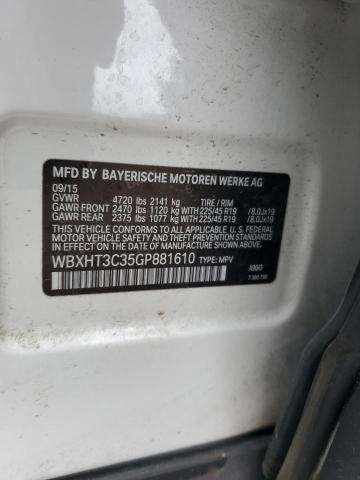 MFD BY BAYERISCHE MOTOREN WERKE AG
09/15
GVWR 4720 lbs 2141 kg TIRE / RIM
GAWR FRONT 2470 lbs 1120 kg WITH 225/45 R19 /8.0Jx19
GAWR REAR 2375 lbs 1077 kg WITH 225/45 R19 /8.0Jx19
THIS VEHICLE CONFORMS TO ALL APPLICABLE U.S. FEDERAL
MOTOR VEHICLE SAFETY, BUMPER, AND THEFT PREVENTION
STANDARDS IN EFFECT ON THE DATE OF MANUFACTURE SHOWN ABOVE.
WBXHT3C35GP881610 TYPE: MPV